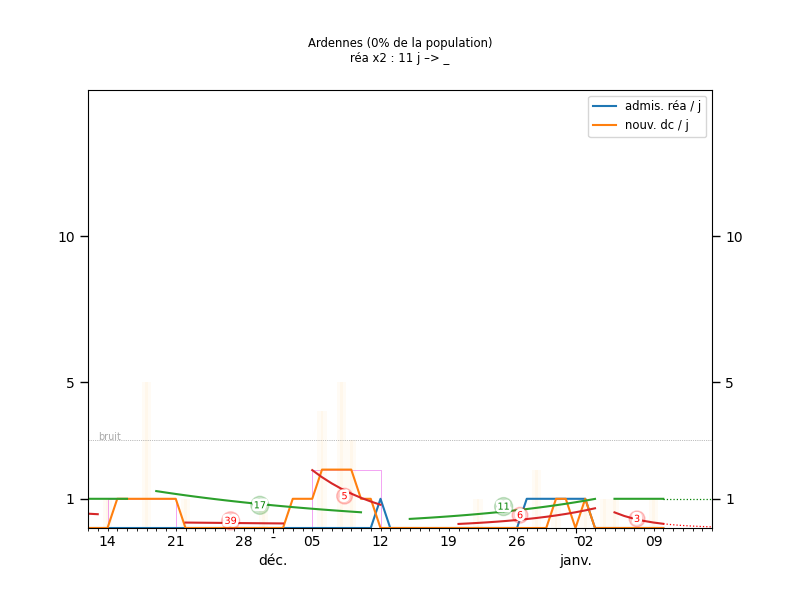 Ardennes (0% de la population)
réa x2 : 11 j –> _
admis. réa / j
nouv. dc / j
10 10
5 5
bruit
1 1
17 39 5 11 6 3
14 21 28 - 05 12 19 26 - 02 09
déc. janv.